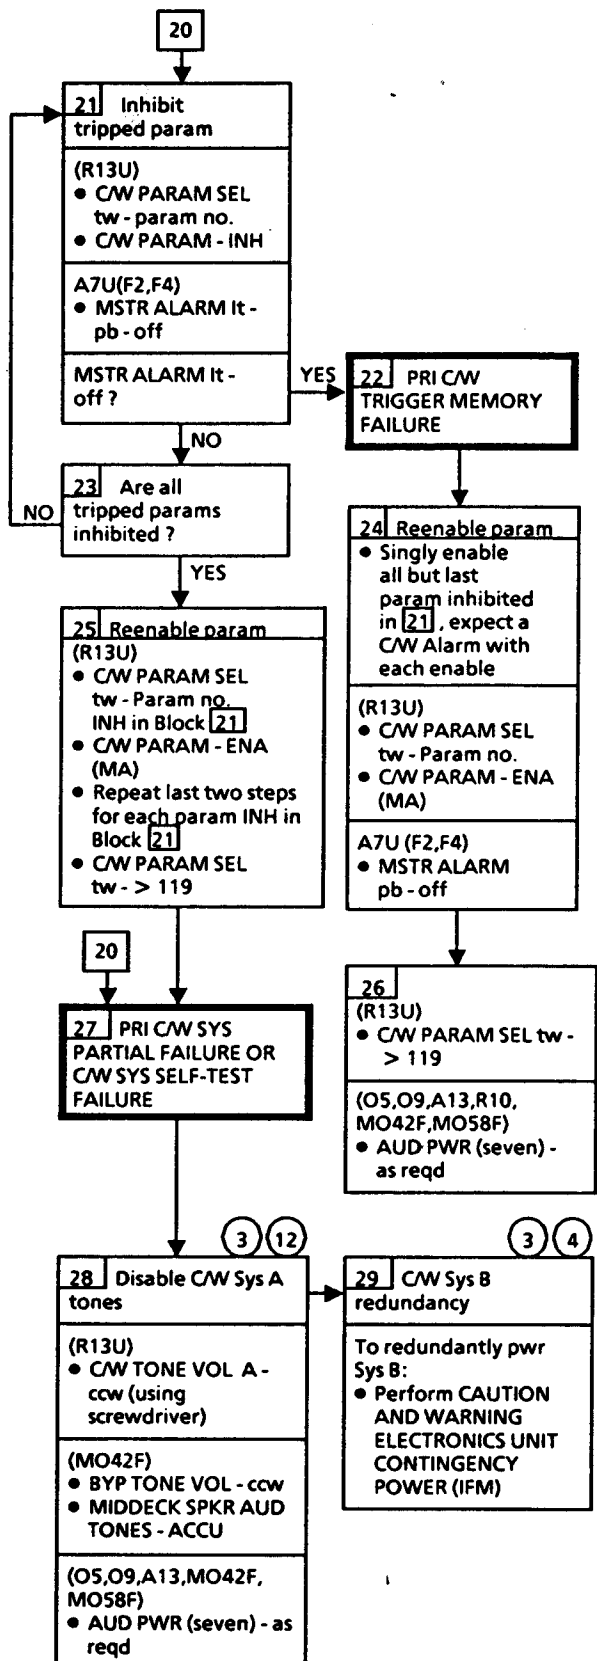 20
21 Inhibit
tripped param
(R13U)
● C/W PARAM SEL
tw - param no.
● C/W PARAM - INH
A7U(F2,F4)
● MSTR ALARM lt -
pb - off
MSTR ALARM lt -
off ?
YES
NO
22 PRI C/W
TRIGGER MEMORY
FAILURE
23 Are all
tripped params
inhibited ?
NO
YES
24 Reenable param
● Singly enable
all but last
param inhibited
in 21 , expect a
C/W Alarm with
each enable
(R13U)
● C/W PARAM SEL
tw - Param no.
● C/W PARAM - ENA
(MA)
A7U (F2,F4)
● MSTR ALARM
pb - off
25 Reenable param
(R13U)
● C/W PARAM SEL
tw - Param no.
INH in Block 21
● C/W PARAM - ENA
(MA)
● Repeat last two steps
for each param INH in
Block 21
● C/W PARAM SEL
tw - > 119
26
(R13U)
● C/W PARAM SEL tw -
> 119
(O5,O9,A13,R10,
MO42F,MO58F)
● AUD PWR (seven) -
as reqd
20
27 PRI C/W SYS
PARTIAL FAILURE OR
C/W SYS SELF-TEST
FAILURE
3 12
28 Disable C/W Sys A
tones
(R13U)
● C/W TONE VOL A -
ccw (using
screwdriver)
(MO42F)
● BYP TONE VOL - ccw
● MIDDECK SPKR AUD
TONES - ACCU
(O5,O9,A13,MO42F,
MO58F)
● AUD PWR (seven) - as
reqd
3 4
29 C/W Sys B
redundancy
To redundantly pwr
Sys B:
● Perform CAUTION
AND WARNING
ELECTRONICS UNIT
CONTINGENCY
POWER (IFM)